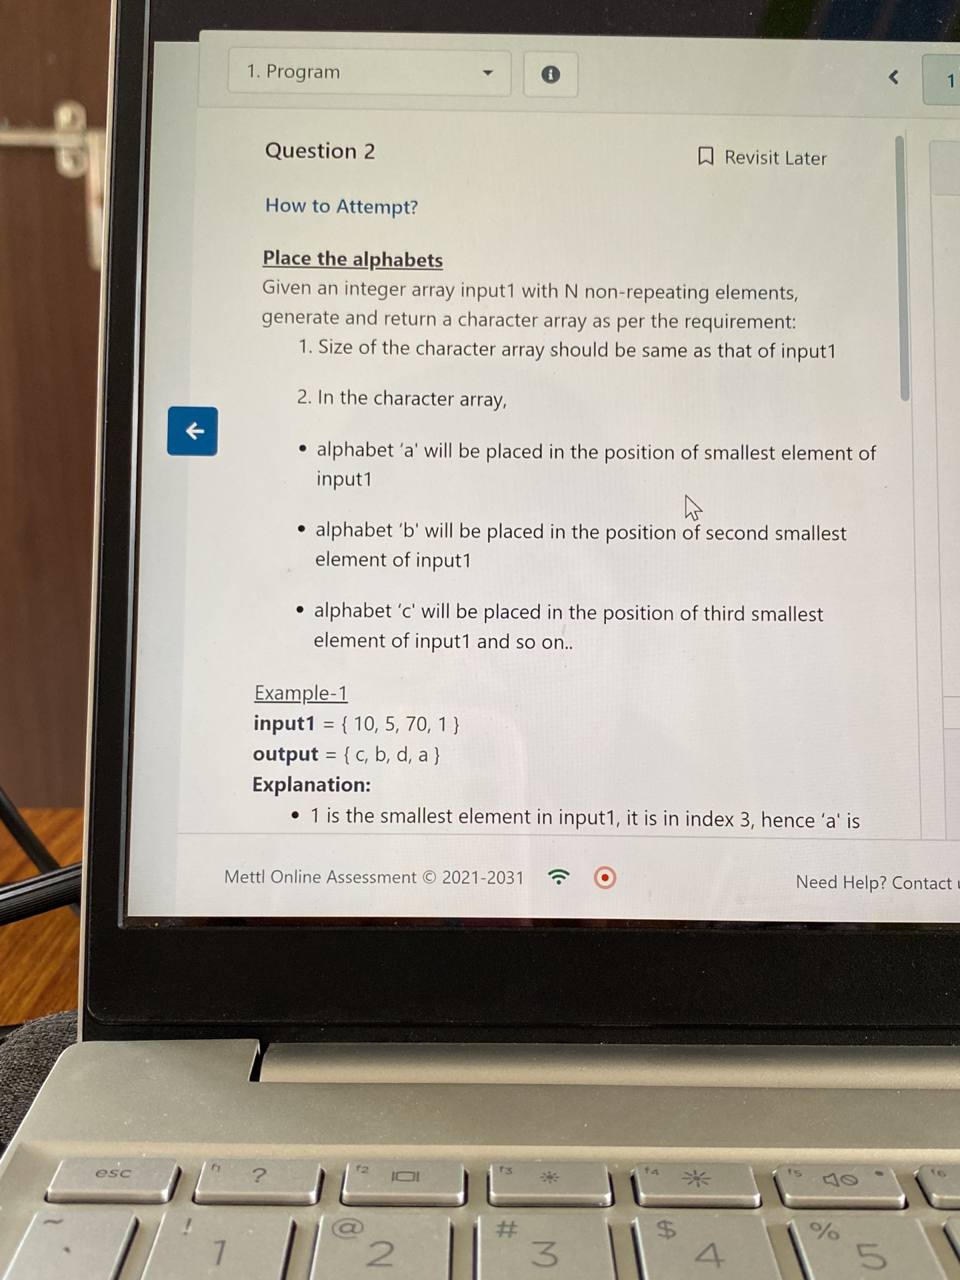 1. Program
1
Question 2
Revisit Later
How to Attempt?
Place the alphabets
Given an integer array input1 with N non-repeating elements,
generate and return a character array as per the requirement:
1. Size of the character array should be same as that of input1
2. In the character array,
• alphabet ‘a' will be placed in the position of smallest element of
input1
• alphabet ‘b' will be placed in the position of second smallest
element of input1
• alphabet ‘c' will be placed in the position of third smallest
element of input1 and so on..
Example-1
input1 = { 10, 5, 70, 1 }
output = { c, b, d, a }
Explanation:
• 1 is the smallest element in input1, it is in index 3, hence ‘a' is
Mettl Online Assessment © 2021-2031
Need Help? Contact
esc
f1 ?
f2
f3
f4
f5
f6
~ `
! 1
@ 2
# 3
$ 4
% 5